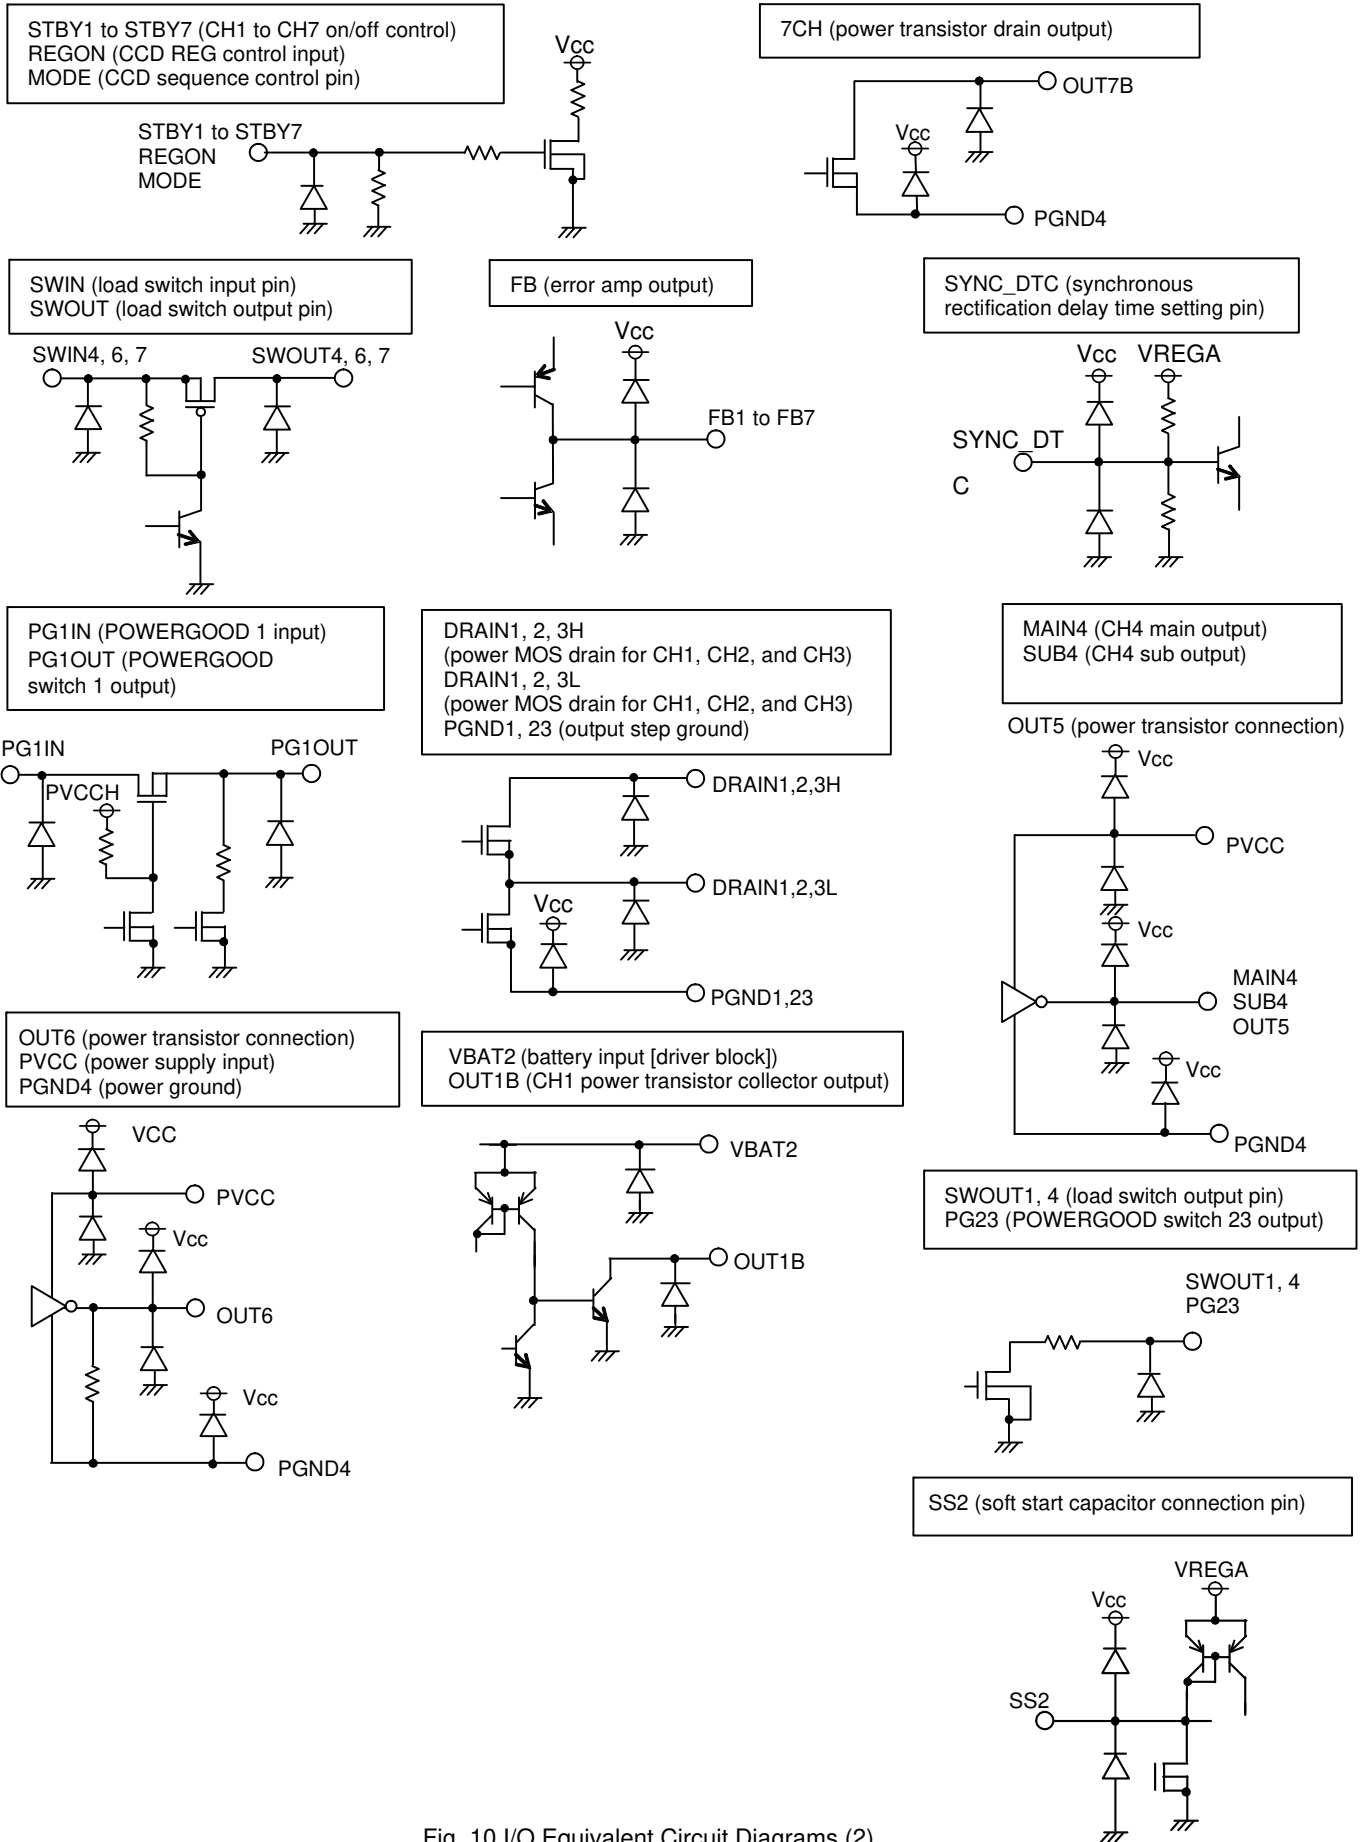 STBY1 to STBY7 (CH1 to CH7 on/off control)
REGON (CCD REG control input)
MODE (CCD sequence control pin)
Vcc
STBY1 to STBY7
REGON
MODE
7CH (power transistor drain output)
OUT7B
Vcc
PGND4
SWIN (load switch input pin)
SWOUT (load switch output pin)
SWIN4, 6, 7
SWOUT4, 6, 7
FB (error amp output)
Vcc
FB1 to FB7
SYNC_DTC (synchronous
rectification delay time setting pin)
Vcc
VREGA
SYNC_DT
C
PG1IN (POWERGOOD 1 input)
PG1OUT (POWERGOOD
switch 1 output)
PG1IN
PG1OUT
PVCCH
DRAIN1, 2, 3H
(power MOS drain for CH1, CH2, and CH3)
DRAIN1, 2, 3L
(power MOS drain for CH1, CH2, and CH3)
PGND1, 23 (output step ground)
DRAIN1,2,3H
DRAIN1,2,3L
Vcc
PGND1,23
MAIN4 (CH4 main output)
SUB4 (CH4 sub output)
OUT5 (power transistor connection)
Vcc
PVCC
Vcc
MAIN4
SUB4
OUT5
Vcc
PGND4
OUT6 (power transistor connection)
PVCC (power supply input)
PGND4 (power ground)
VCC
PVCC
Vcc
OUT6
Vcc
PGND4
VBAT2 (battery input [driver block])
OUT1B (CH1 power transistor collector output)
VBAT2
OUT1B
SWOUT1, 4 (load switch output pin)
PG23 (POWERGOOD switch 23 output)
SWOUT1, 4
PG23
SS2 (soft start capacitor connection pin)
VREGA
Vcc
SS2
Fig. 10 I/O Equivalent Circuit Diagrams (2)